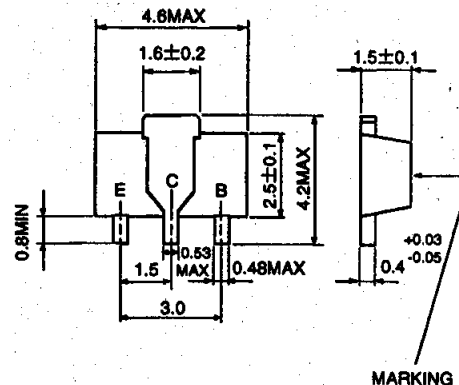 4.6MAX
1.6±0.2
1.5±0.1
E
C
B
2.5±0.1
4.2MAX
0.8MIN
0.53
MAX
0.48MAX
1.5
3.0
0.4 +0.03
-0.05
MARKING